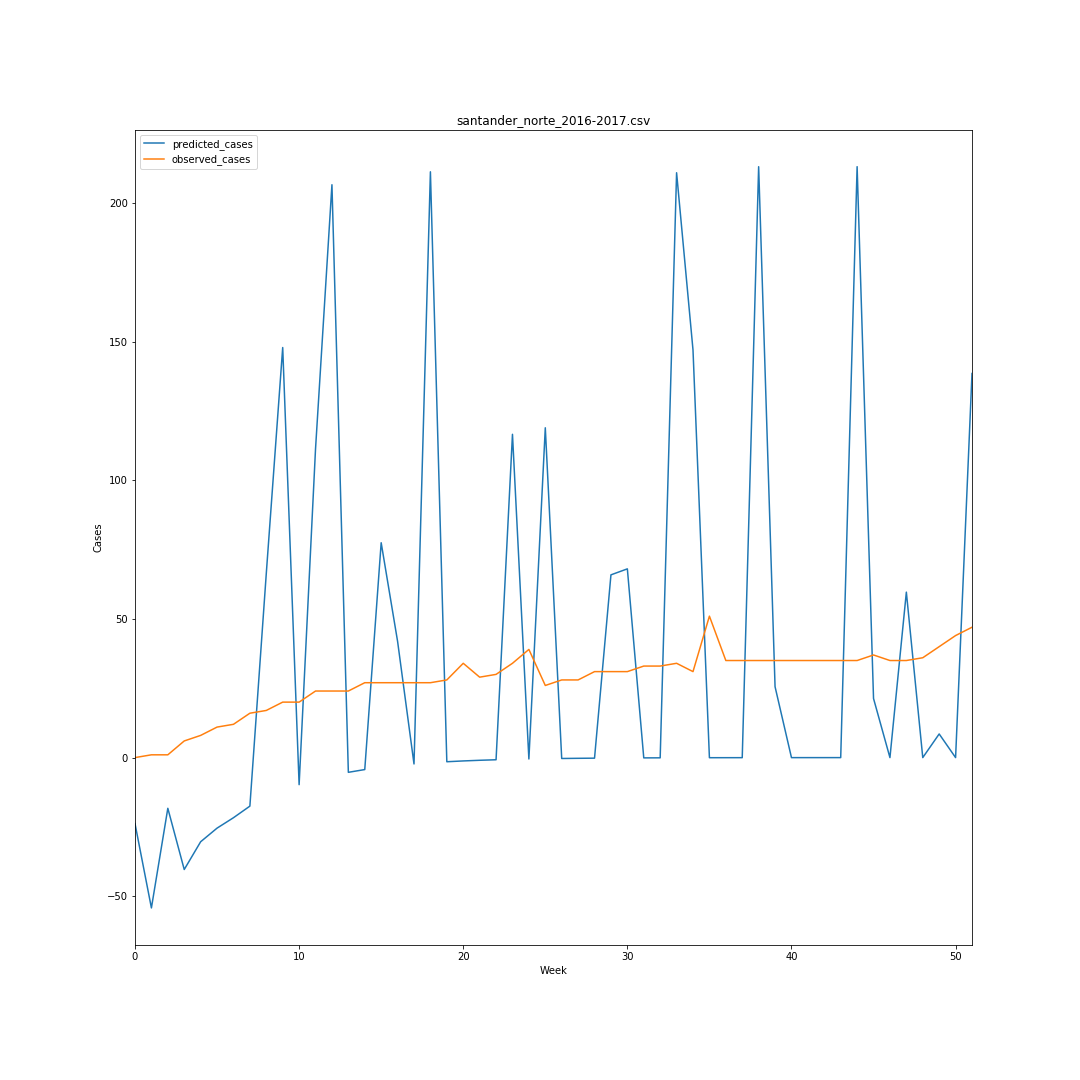 santander_norte_2016-2017.csv
predicted_cases
observed_cases
200
150
100
50
0
−50
Cases
0 10 20 30 40 50
Week